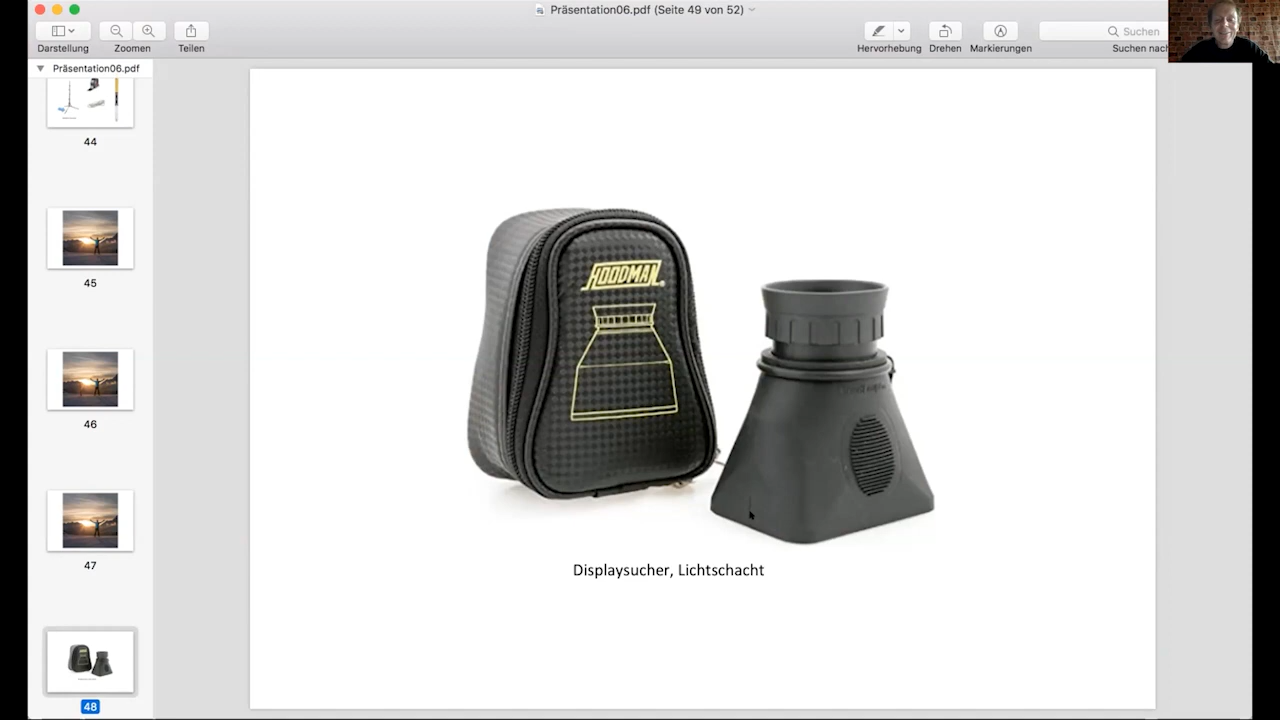 Präsentation06.pdf (Seite 49 von 52)
Darstellung
Zoomen
Teilen
Hervorhebung
Drehen
Markierungen
Suchen
Suchen nach
Präsentation06.pdf
44
45
46
47
48
HOODMAN
Displaysucher, Lichtschacht